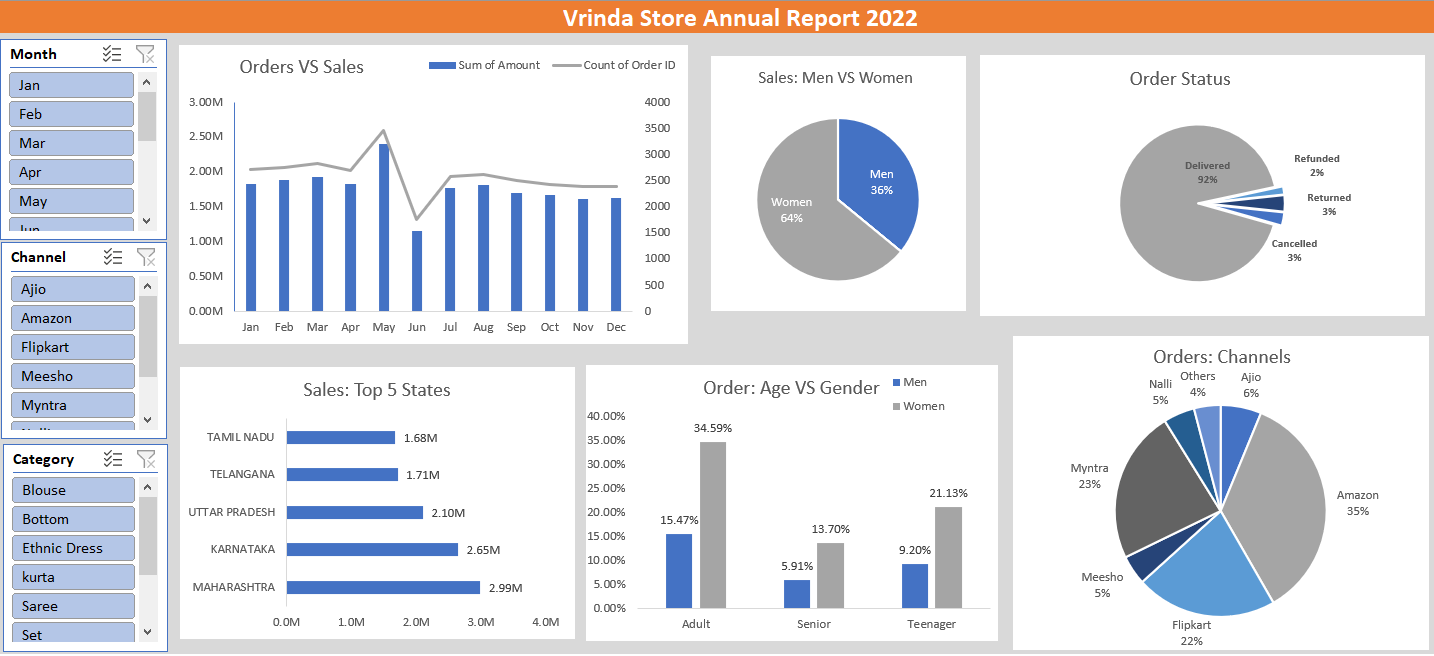 Vrinda Store Annual Report 2022
Month
Jan
Feb
Mar
Apr
May
Jun
Channel
Ajio
Amazon
Flipkart
Meesho
Myntra
Category
Blouse
Bottom
Ethnic Dress
kurta
Saree
Set
Orders VS Sales
Sum of Amount
Count of Order ID
3.00M
2.50M
2.00M
1.50M
1.00M
0.50M
0.00M
4000
3500
3000
2500
2000
1500
1000
500
0
Jan Feb Mar Apr May Jun Jul Aug Sep Oct Nov Dec
Sales: Men VS Women
Men
36%
Women
64%
Order Status
Delivered
92%
Refunded
2%
Returned
3%
Cancelled
3%
Sales: Top 5 States
TAMIL NADU 1.68M
TELANGANA 1.71M
UTTAR PRADESH 2.10M
KARNATAKA 2.65M
MAHARASHTRA 2.99M
0.0M 1.0M 2.0M 3.0M 4.0M
Order: Age VS Gender
Men
Women
40.00%
35.00%
30.00%
25.00%
20.00%
15.00%
10.00%
5.00%
0.00%
15.47%
34.59%
5.91%
13.70%
9.20%
21.13%
Adult Senior Teenager
Orders: Channels
Ajio
6%
Amazon
35%
Flipkart
22%
Meesho
5%
Myntra
23%
Nalli
5%
Others
4%